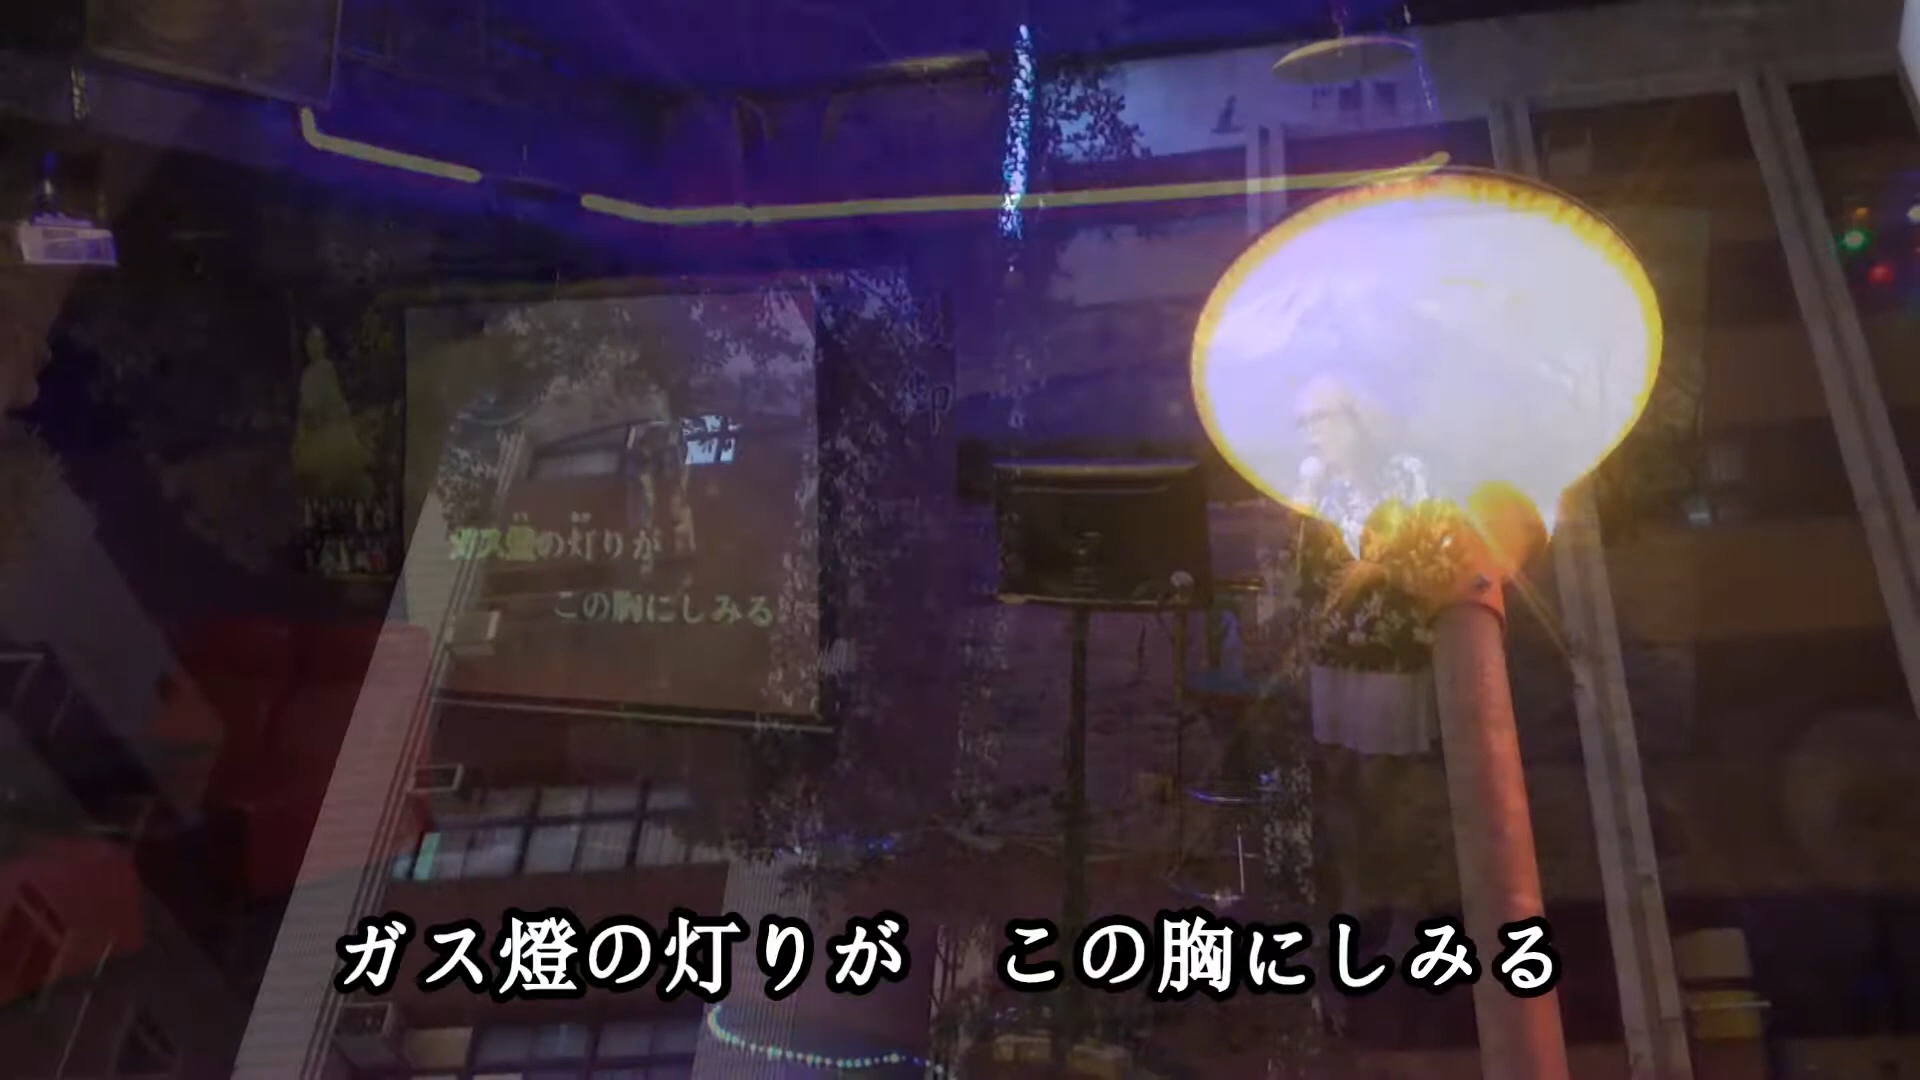 ガス燈の灯りが
この胸にしみる
ガス燈の灯りが　この胸にしみる